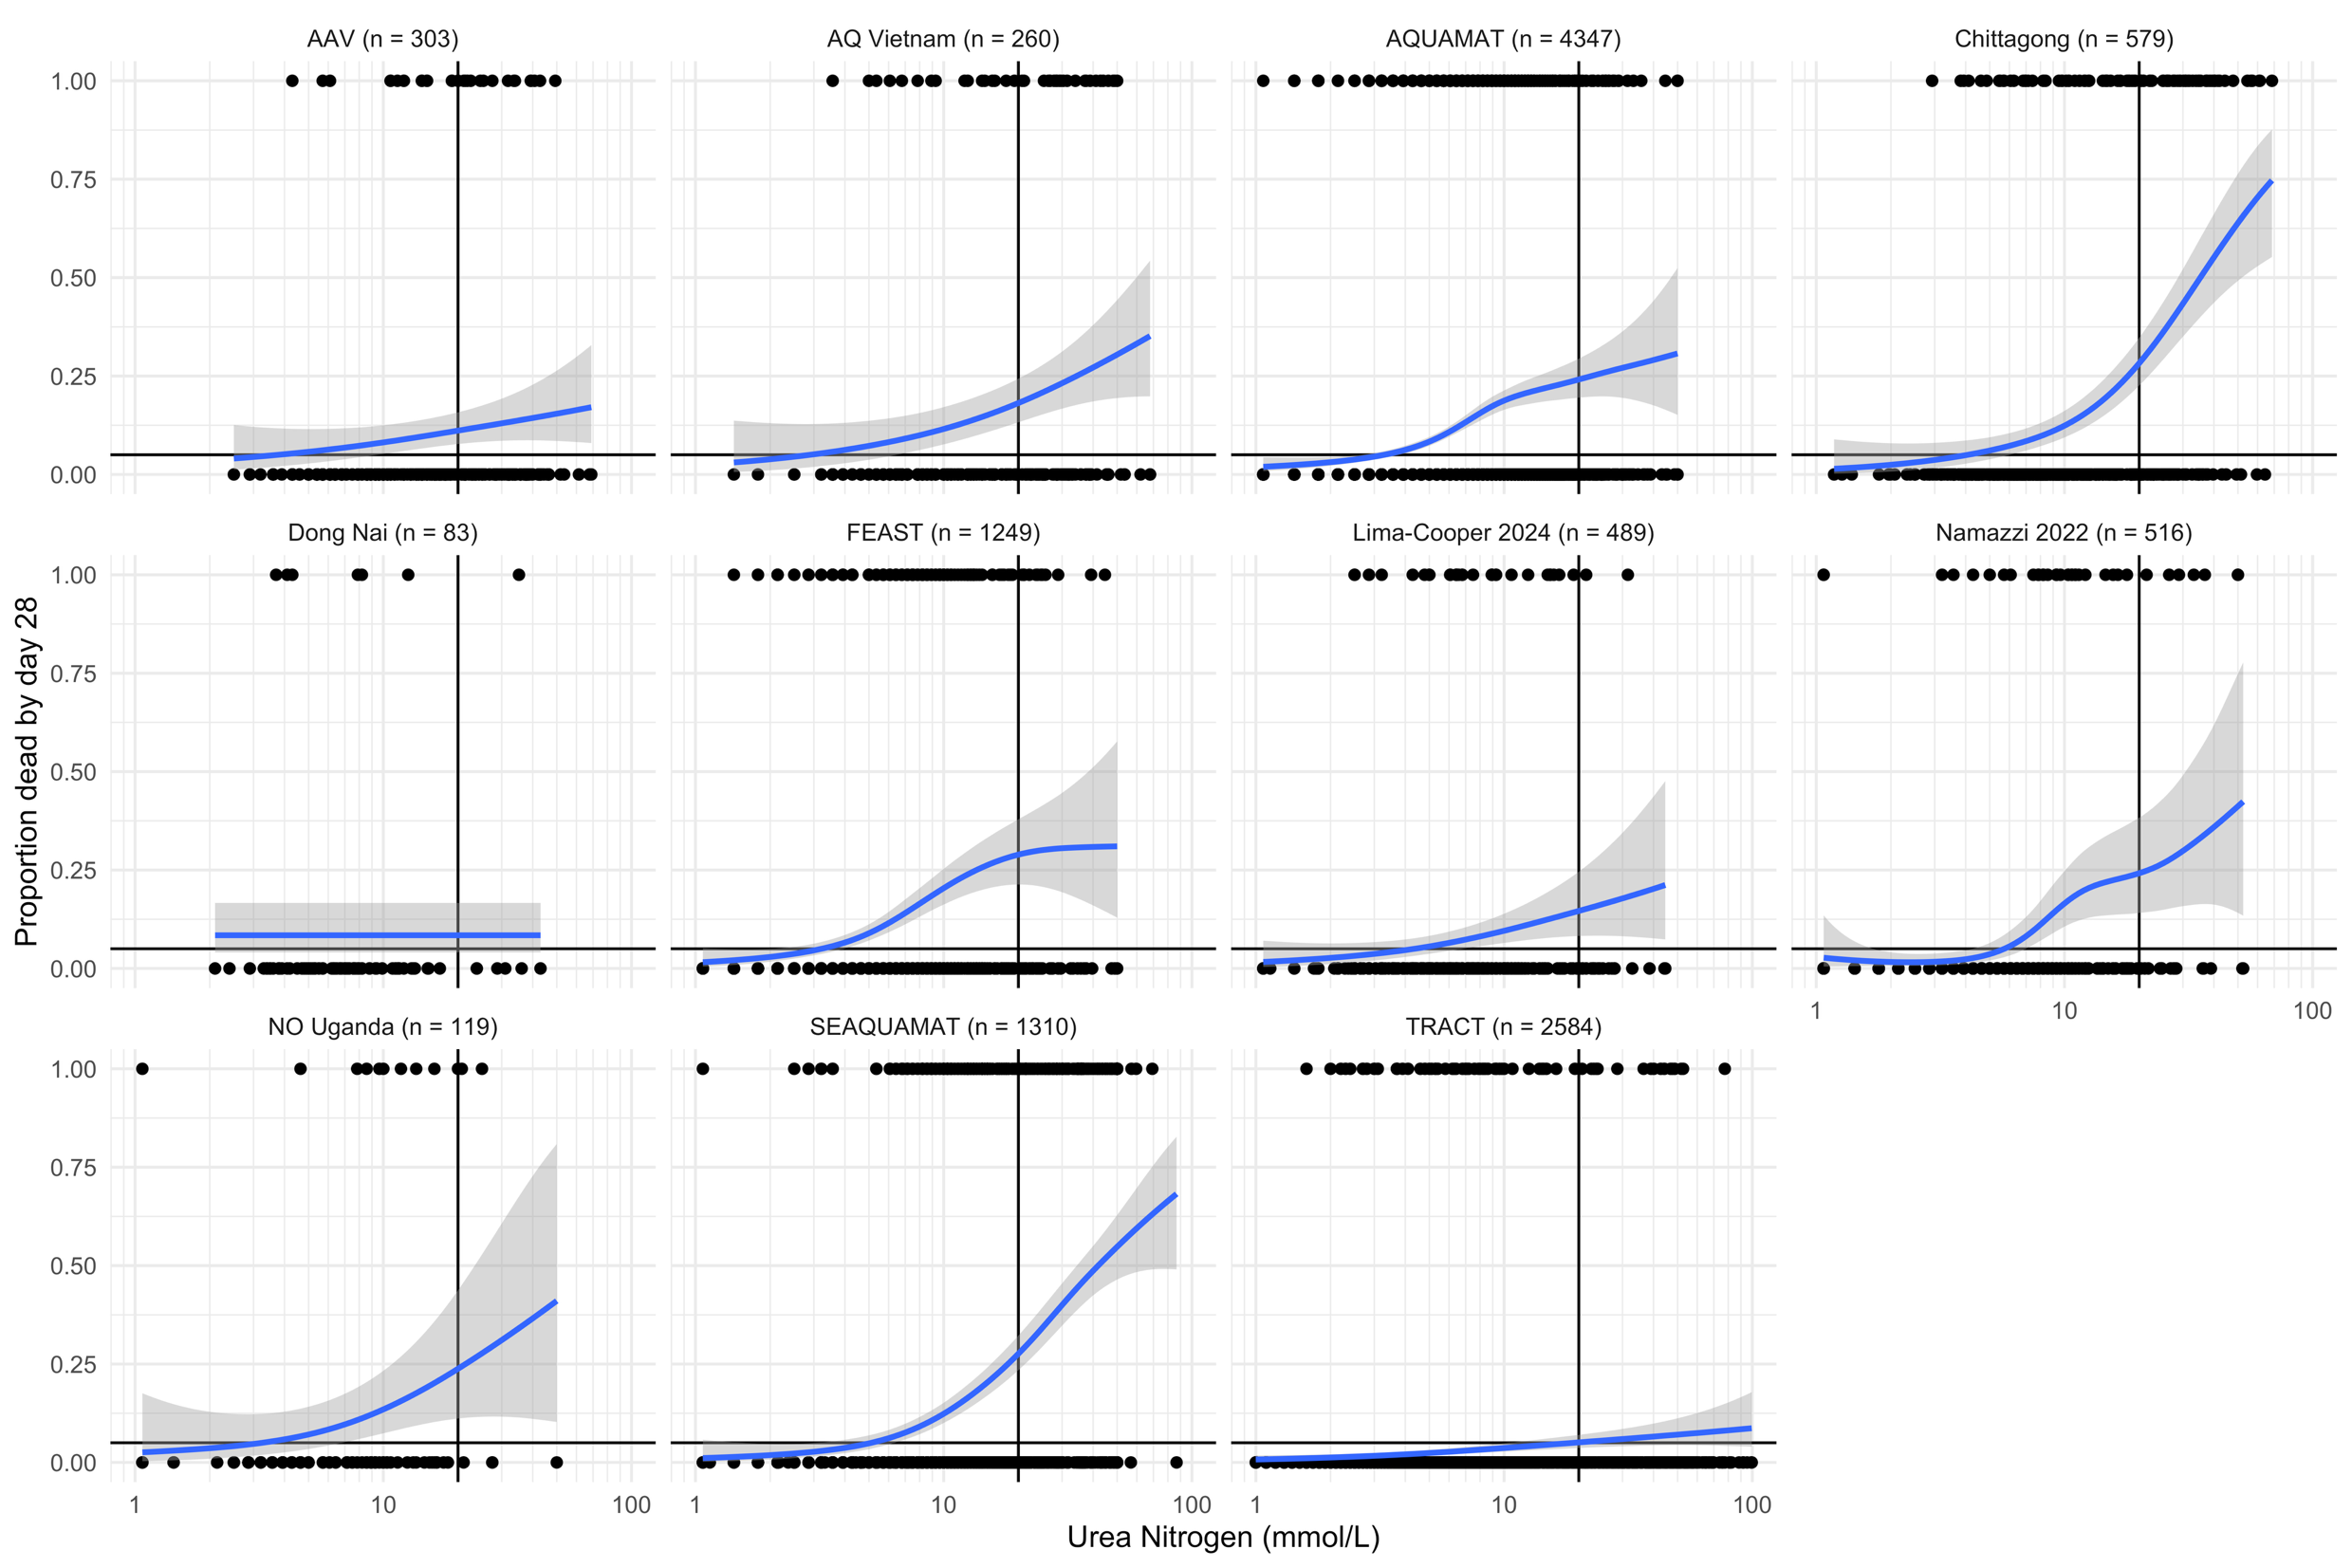 AAV (n = 303)
AQ Vietnam (n = 260)
AQUAMAT (n = 4347)
Chittagong (n = 579)
1.00
0.75
0.50
0.25
0.00
Dong Nai (n = 83)
FEAST (n = 1249)
Lima-Cooper 2024 (n = 489)
Namazzi 2022 (n = 516)
1.00
0.75
0.50
0.25
0.00
1 10 100
NO Uganda (n = 119)
SEAQUAMAT (n = 1310)
TRACT (n = 2584)
1.00
0.75
0.50
0.25
0.00
1 10 100
1 10 100
1 10 100
Urea Nitrogen (mmol/L)
Proportion dead by day 28